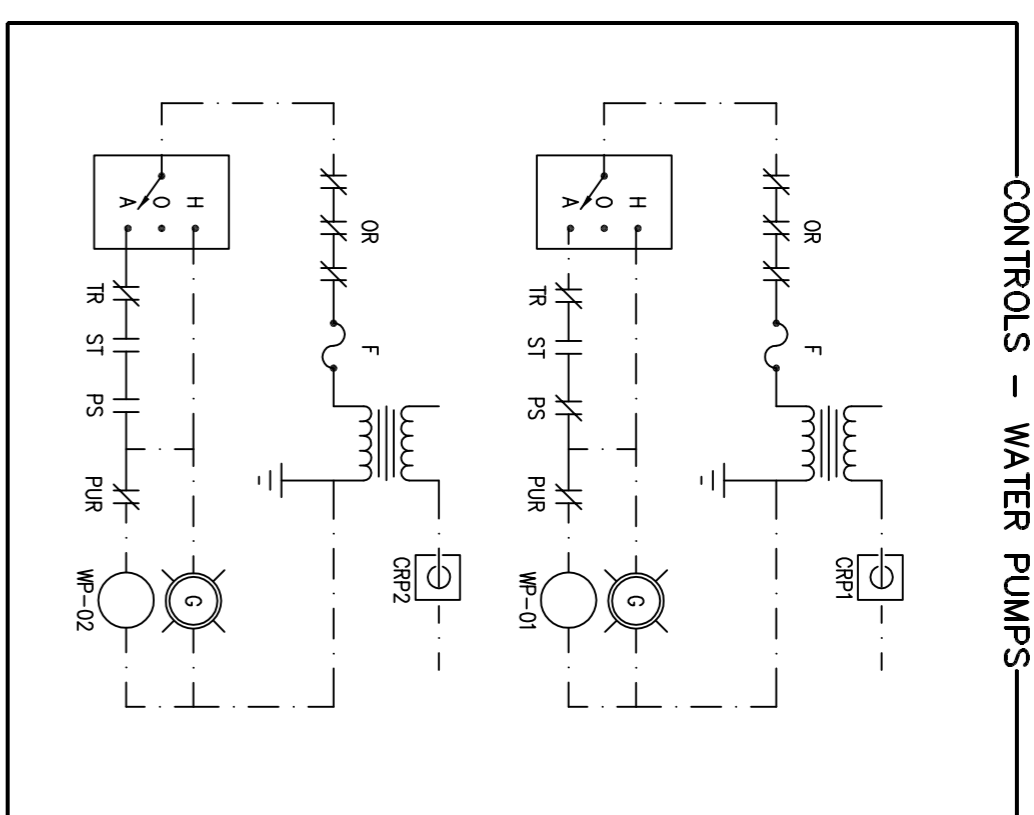 CONTROLS - WATER PUMPS
CRP1
OR
F
H
O
A
G
TR
ST
PS
PUR
WP-01
CRP2
OR
F
H
O
A
G
TR
ST
PS
PUR
WP-02